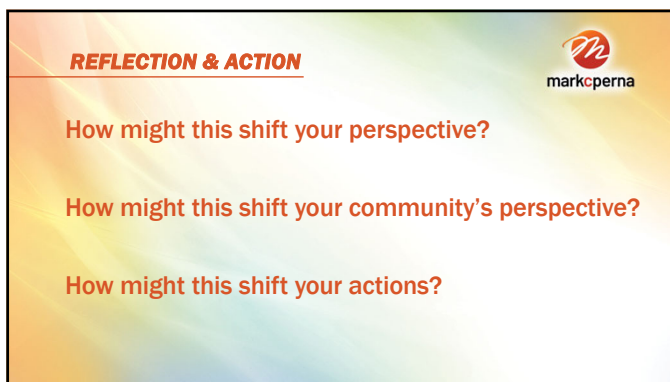 REFLECTION & ACTION
markcperna
How might this shift your perspective?
How might this shift your community’s perspective?
How might this shift your actions?